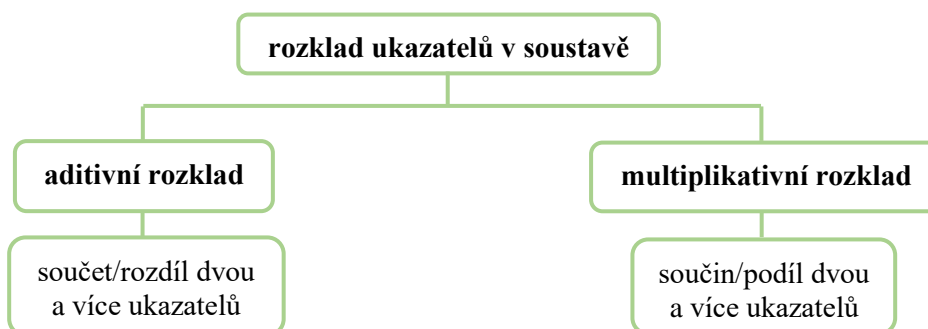 rozklad ukazatelů v soustavě
aditivní rozklad
multiplikativní rozklad
součet/rozdíl dvou
a více ukazatelů
součin/podíl dvou
a více ukazatelů